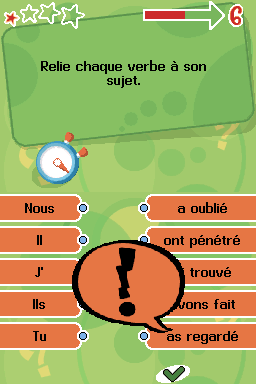 6
Relie chaque verbe à son
sujet.
Nous
a oublié
Il
ont pénétré
J'
trouvé
Ils
vons fait
Tu
as regardé